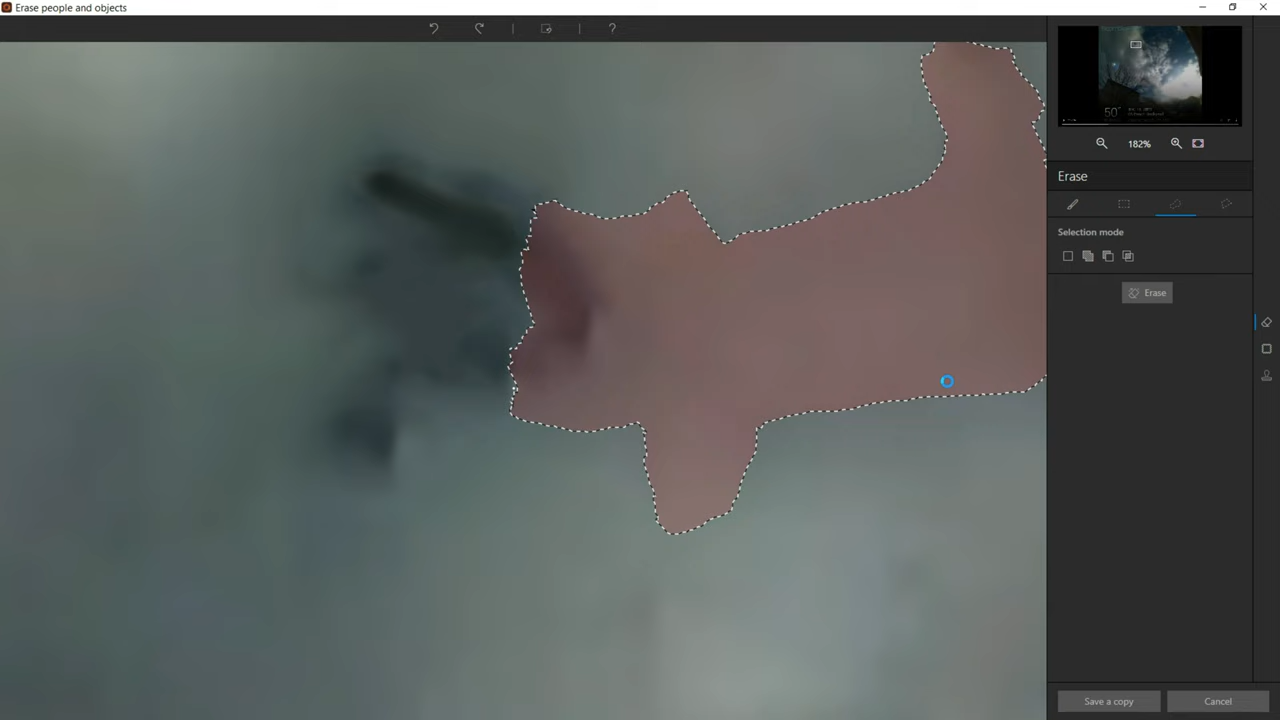 Erase people and objects
?
182%
Erase
Selection mode
Erase
Save a copy
Cancel
50°